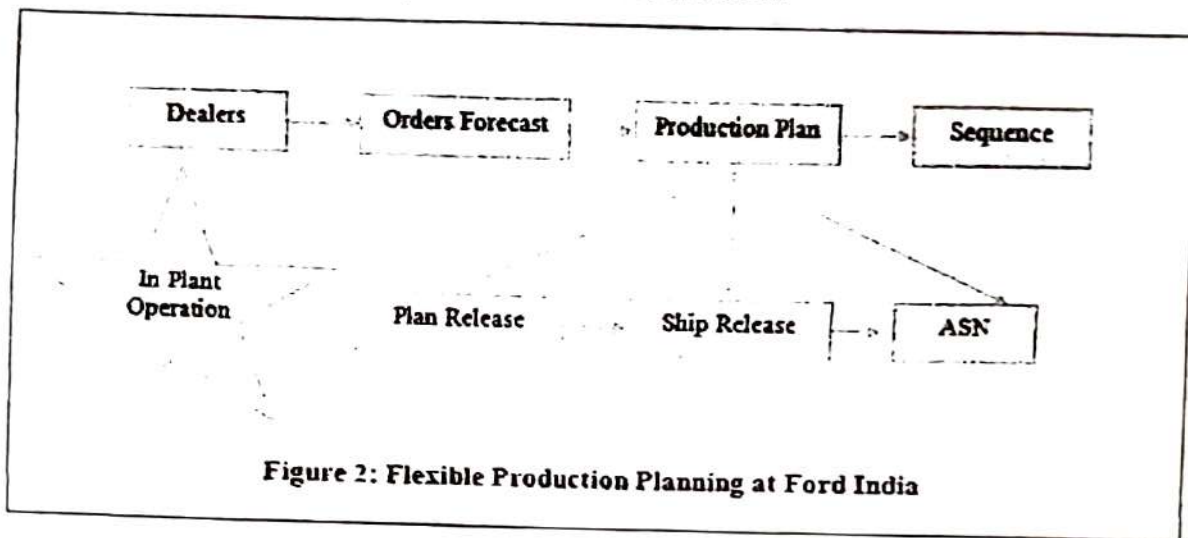 Dealers
Orders Forecast
Production Plan
Sequence
In Plant
Operation
Plan Release
Ship Release
ASN
Figure 2: Flexible Production Planning at Ford India